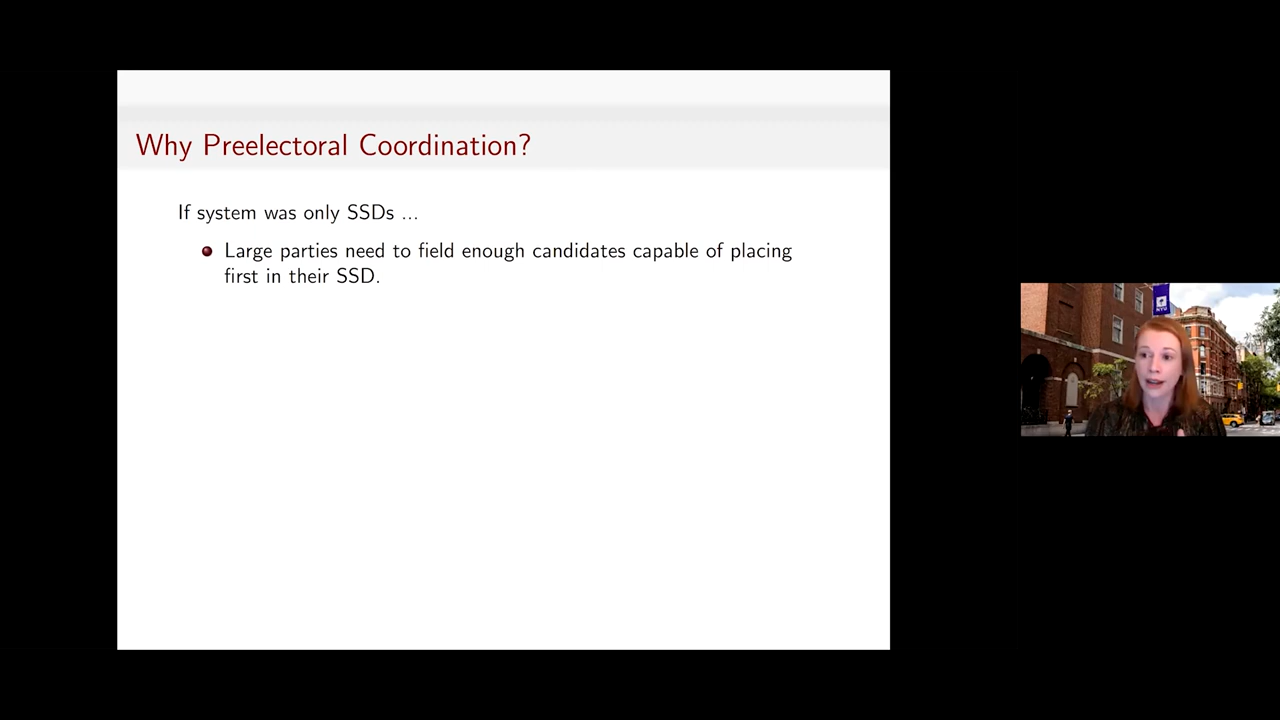 Why Preelectoral Coordination?
If system was only SSDs ...
Large parties need to field enough candidates capable of placing
first in their SSD.
NYU